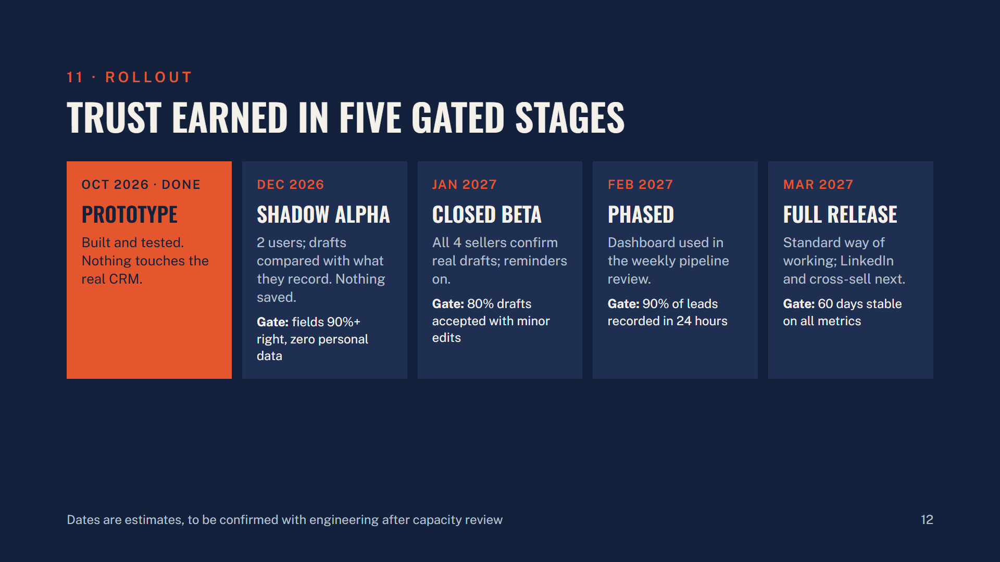 11 · ROLLOUT
TRUST EARNED IN FIVE GATED STAGES
OCT 2026 · DONE
PROTOTYPE
Built and tested.
Nothing touches the
real CRM.
DEC 2026
SHADOW ALPHA
2 users; drafts
compared with what
they record. Nothing
saved.
Gate: fields 90%+
right, zero personal
data
JAN 2027
CLOSED BETA
All 4 sellers confirm
real drafts; reminders
on.
Gate: 80% drafts
accepted with minor
edits
FEB 2027
PHASED
Dashboard used in
the weekly pipeline
review.
Gate: 90% of leads
recorded in 24 hours
MAR 2027
FULL RELEASE
Standard way of
working; LinkedIn
and cross-sell next.
Gate: 60 days stable
on all metrics
Dates are estimates, to be confirmed with engineering after capacity review
12